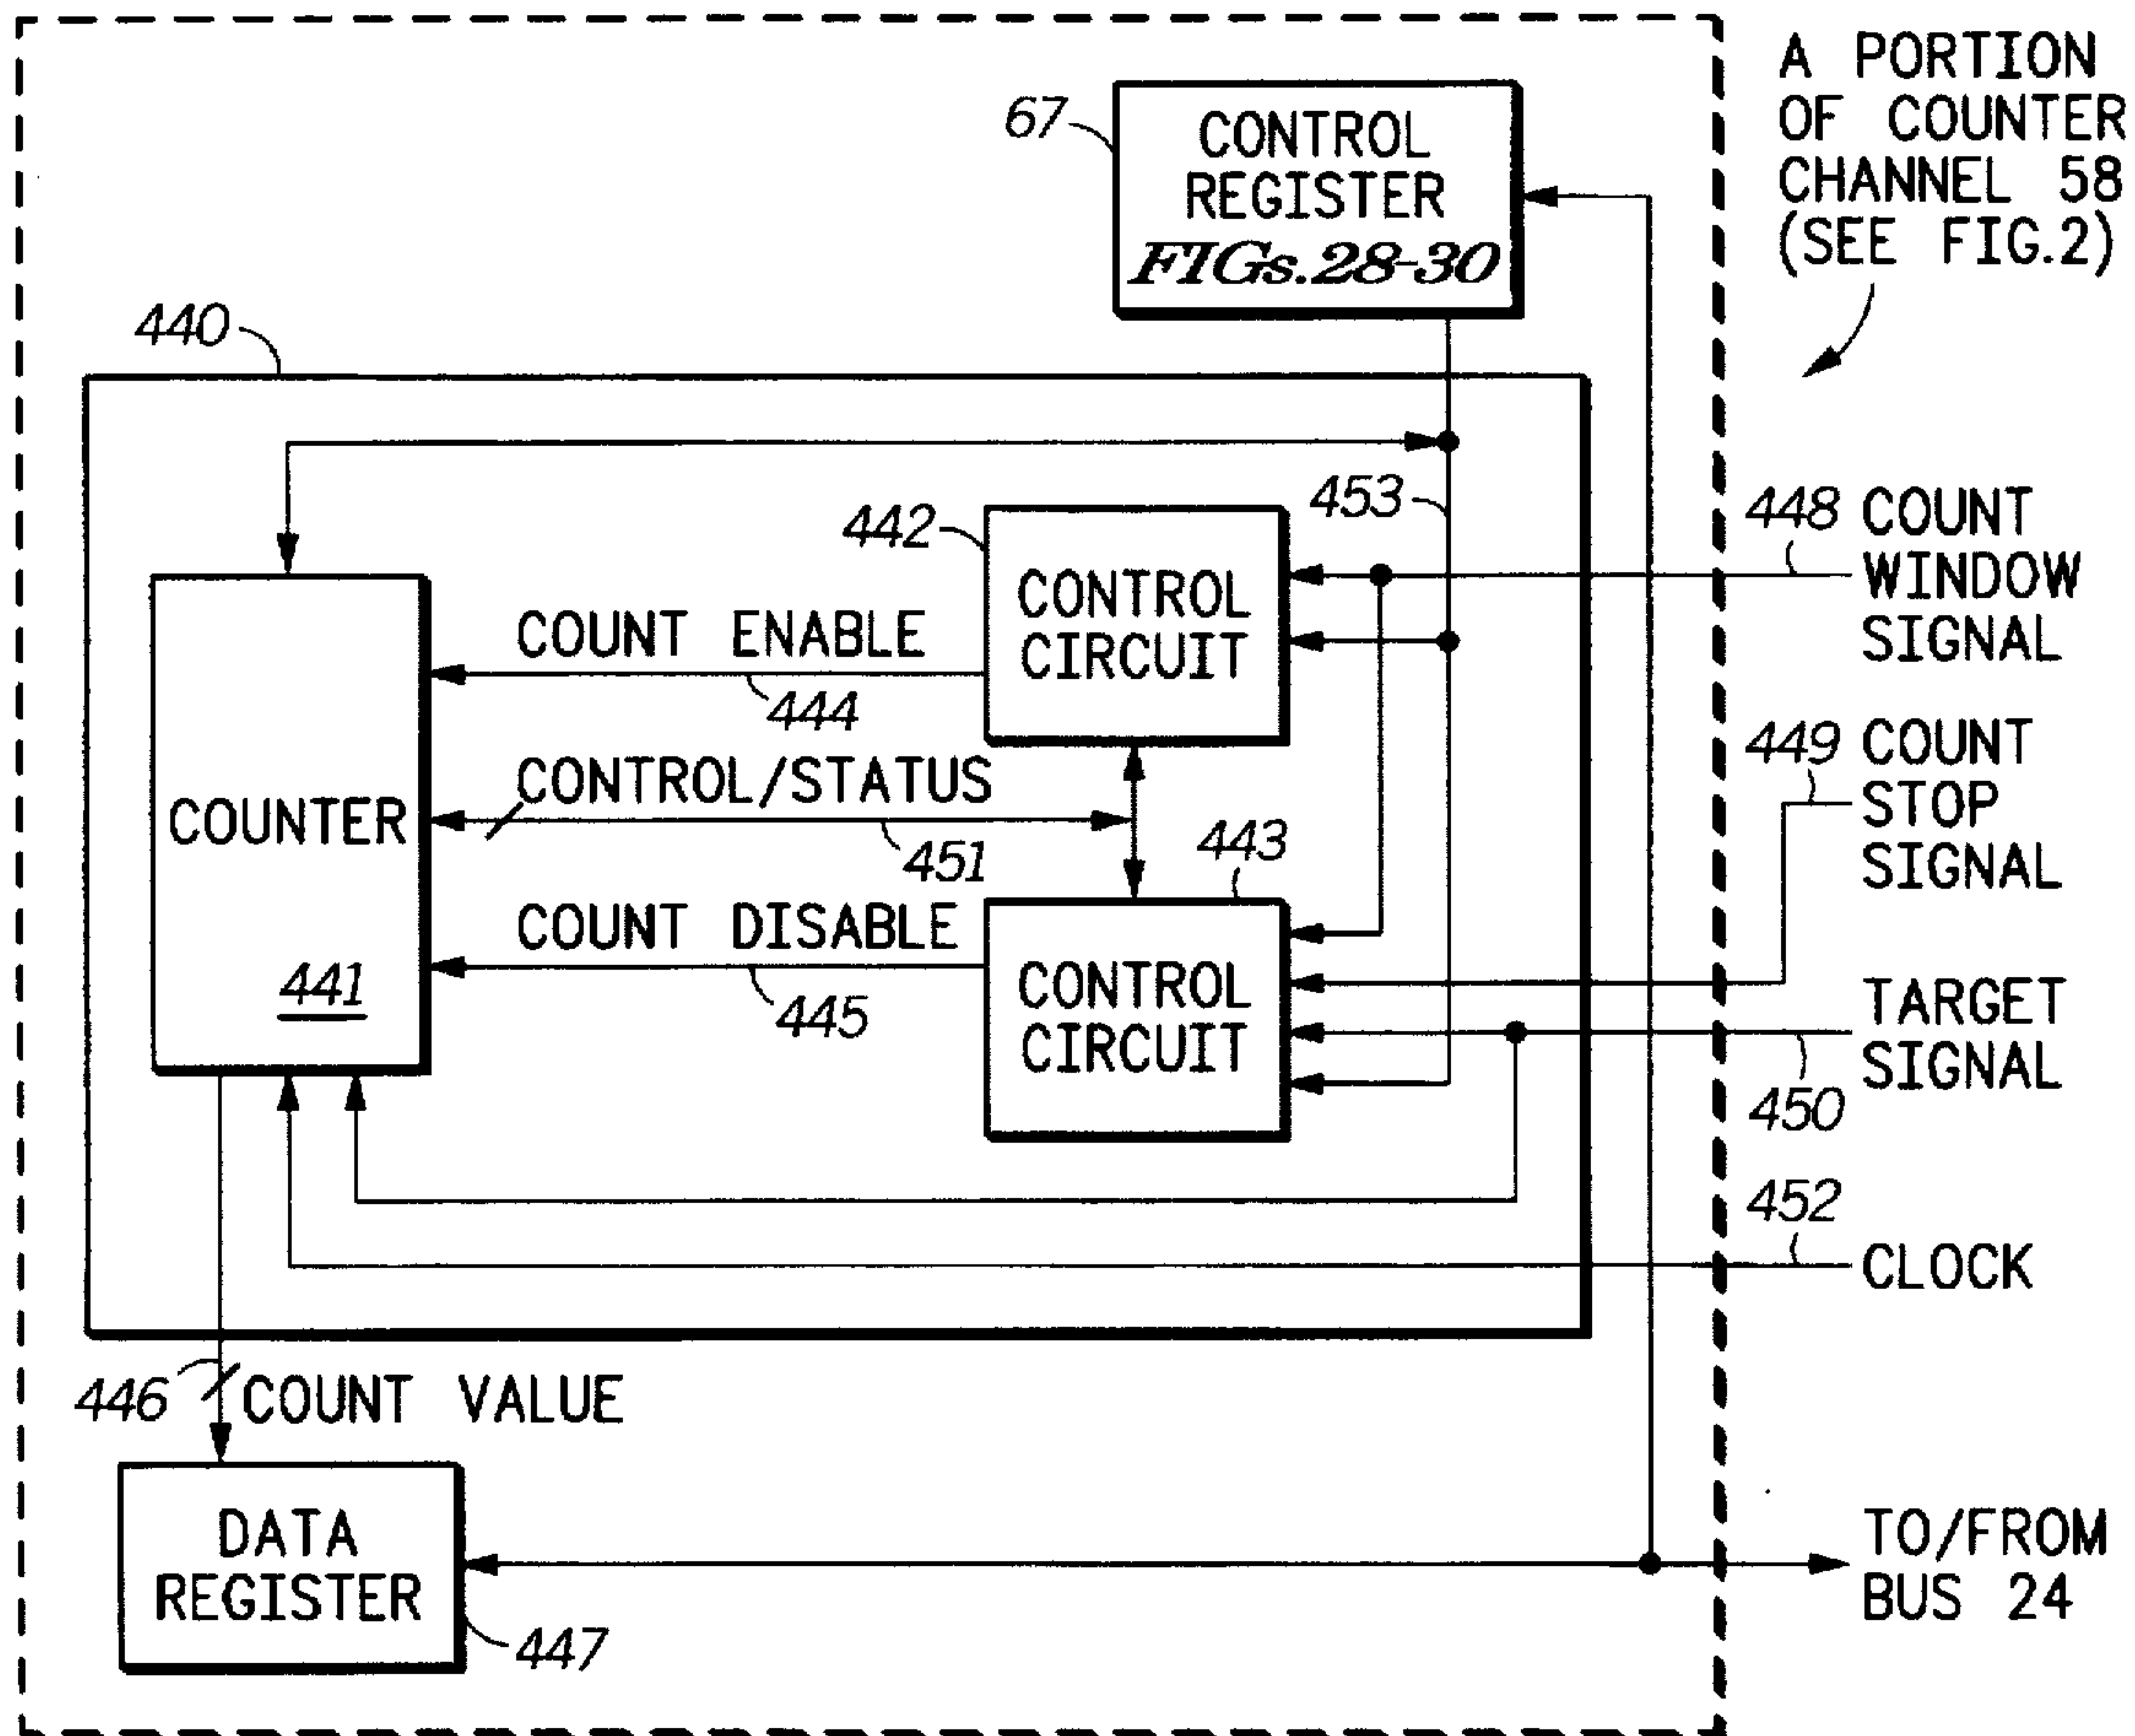 A PORTION
OF COUNTER
CHANNEL 58
(SEE FIG.2)
67
CONTROL
REGISTER
FIGs.28-30
440
453
442
CONTROL
CIRCUIT
448
COUNT
WINDOW
SIGNAL
COUNT ENABLE
444
449
COUNT
STOP
SIGNAL
CONTROL/STATUS
451
COUNTER
441
443
COUNT DISABLE
445
CONTROL
CIRCUIT
TARGET
SIGNAL
450
452
CLOCK
446
COUNT VALUE
DATA
REGISTER
447
TO/FROM
BUS 24